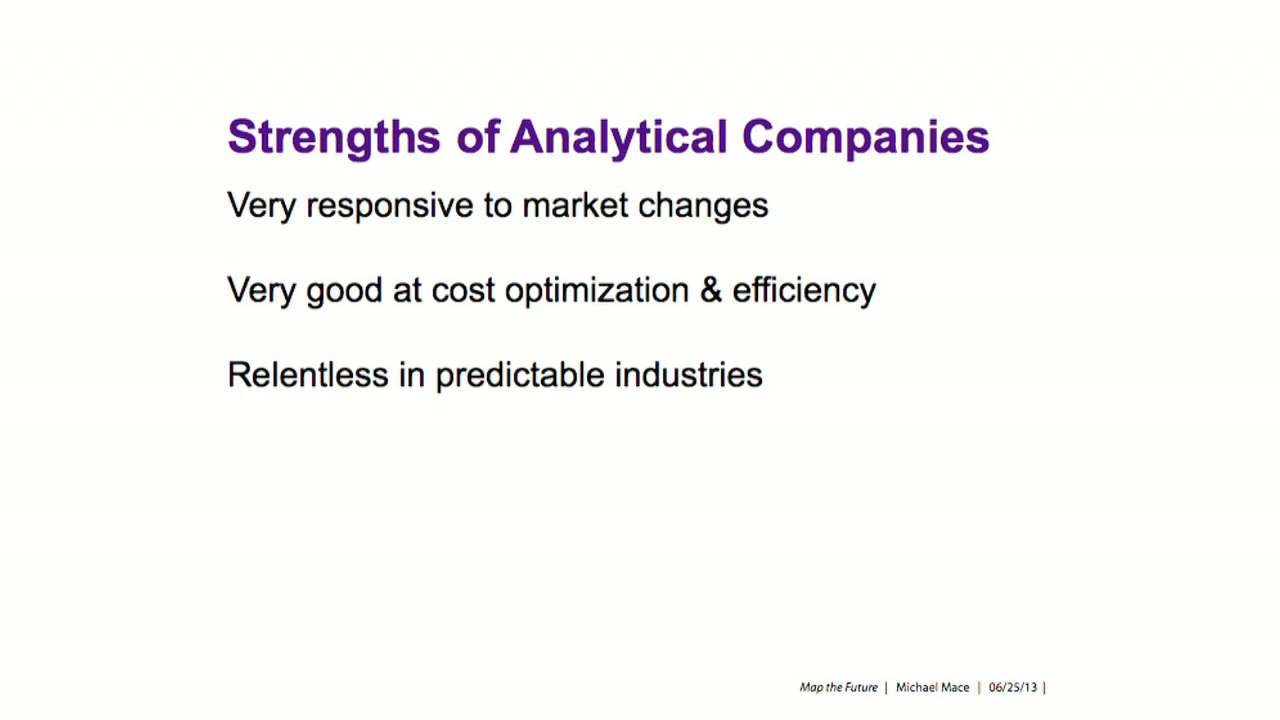 Strengths of Analytical Companies
Very responsive to market changes
Very good at cost optimization & efficiency
Relentless in predictable industries
Map the Future | Michael Mace | 06/25/13 |